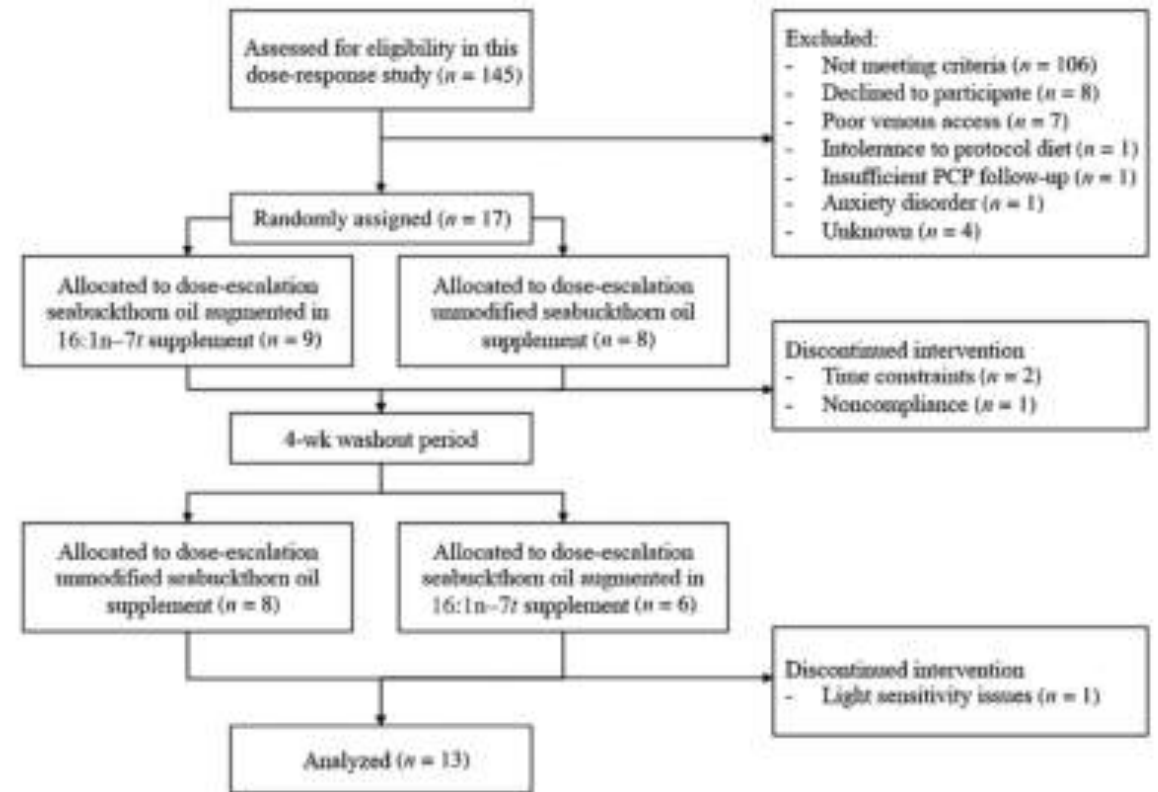 Assessed for eligibility in this
dose-response study (n = 145)
Excluded:
- Not meeting criteria (n = 106)
- Declined to participate (n = 8)
- Poor venous access (n = 7)
- Intolerance to protocol diet (n = 1)
- Insufficient PCP follow-up (n = 1)
- Anxiety disorder (n = 1)
- Unknown (n = 4)
Randomly assigned (n = 17)
Allocated to dose-escalation
seabuckthorn oil augmented in
16:1n–7t supplement (n = 9)
Allocated to dose-escalation
unmodified seabuckthorn oil
supplement (n = 8)
Discontinued intervention
- Time constraints (n = 2)
- Noncompliance (n = 1)
4-wk washout period
Allocated to dose-escalation
unmodified seabuckthorn oil
supplement (n = 8)
Allocated to dose-escalation
seabuckthorn oil augmented in
16:1n–7t supplement (n = 6)
Discontinued intervention
- Light sensitivity issues (n = 1)
Analyzed (n = 13)